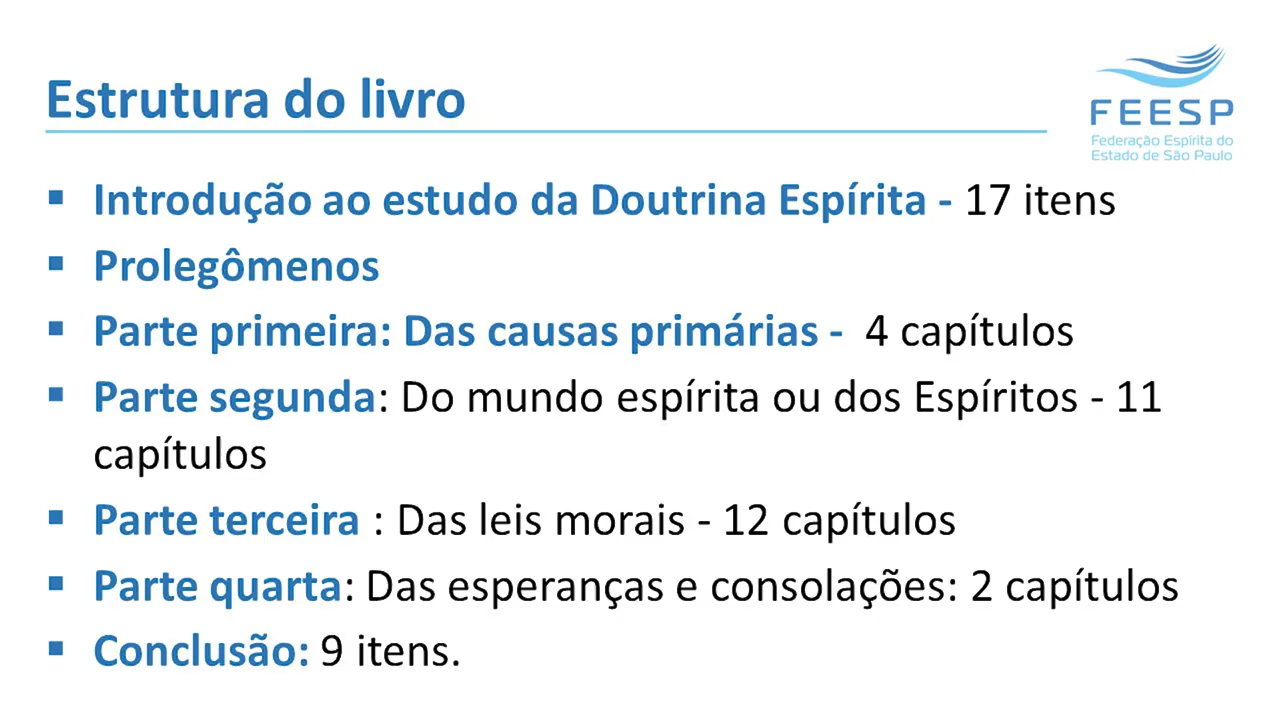 Estrutura do livro
FEESP
Federação Espírita do
Estado de São Paulo
▪ Introdução ao estudo da Doutrina Espírita - 17 itens
▪ Prolegômenos
▪ Parte primeira: Das causas primárias - 4 capítulos
▪ Parte segunda: Do mundo espírita ou dos Espíritos - 11
capítulos
▪ Parte terceira : Das leis morais - 12 capítulos
▪ Parte quarta: Das esperanças e consolações: 2 capítulos
▪ Conclusão: 9 itens.